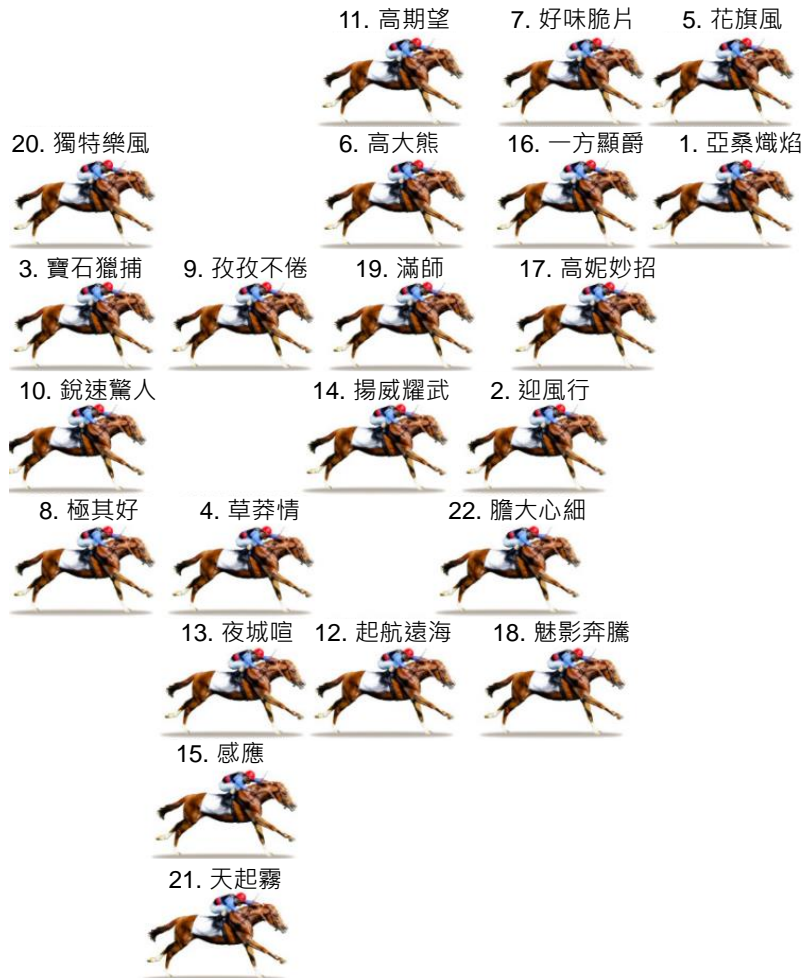 11. 高期望 7. 好味脆片 5. 花旗風
20. 獨特樂風 6. 高大熊 16. 一方顯爵 1. 亞桑熾焰
3. 寶石獵捕 9. 孜孜不倦 19. 滿師 17. 高妮妙招
10. 銳速驚人 14. 揚威耀武 2. 迎風行
8. 極其好 4. 草莽情 22. 膽大心細
13. 夜城喧 12. 起航遠海 18. 魅影奔騰
15. 感應
21. 天起霧